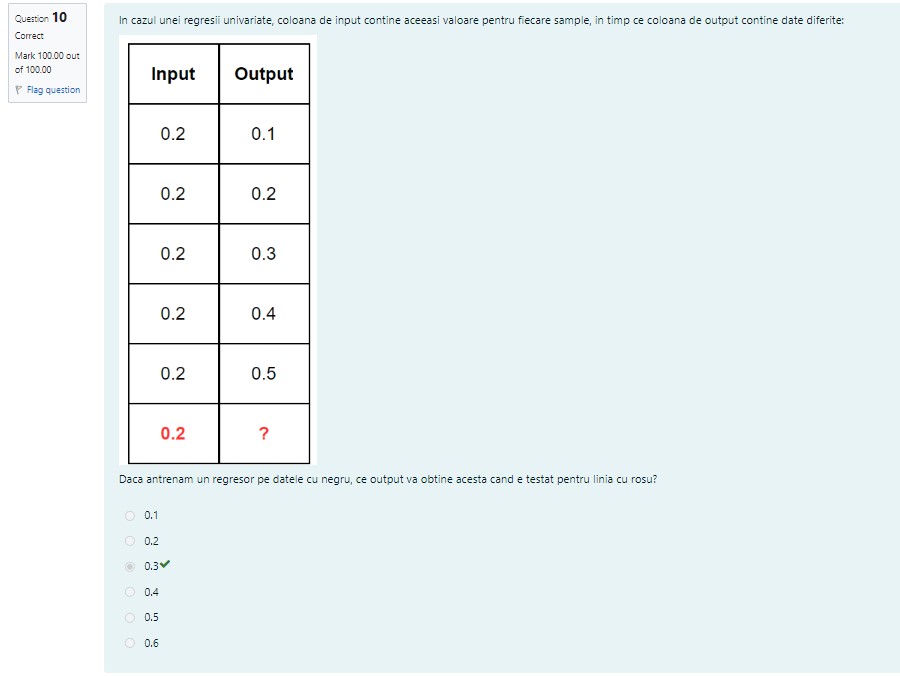 Question 10
Correct
Mark 100.00 out
of 100.00
Flag question
In cazul unei regresii univariate, coloana de input contine aceeasi valoare pentru fiecare sample, in timp ce coloana de output contine date diferite:
Input Output
0.2 0.1
0.2 0.2
0.2 0.3
0.2 0.4
0.2 0.5
0.2 ?
Daca antrenam un regresor pe datele cu negru, ce output va obtine acesta cand e testat pentru linia cu rosu?
0.1
0.2
0.3
0.4
0.5
0.6